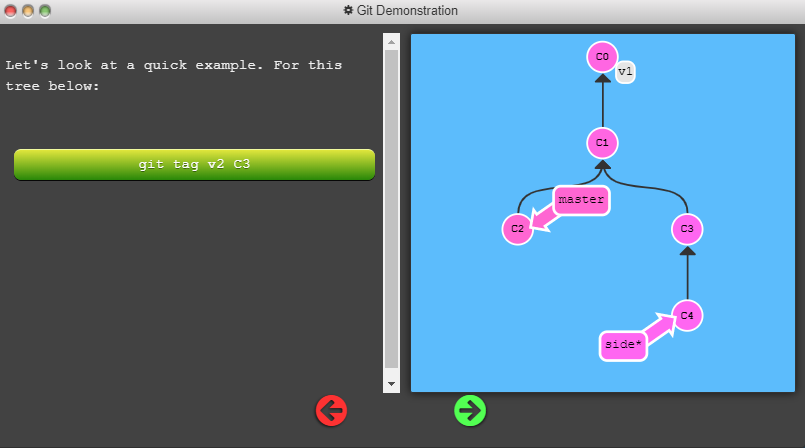 Git Demonstration
Let's look at a quick example. For this
tree below:
git tag v2 C3
C0
v1
C1
master
C2
C3
C4
side*